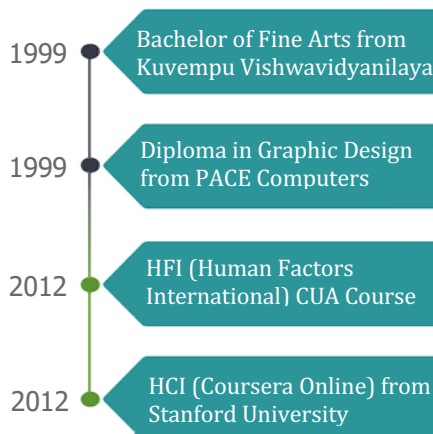 1999
Bachelor of Fine Arts from
Kuvempu Vishwavidyanilaya
1999
Diploma in Graphic Design
from PACE Computers
2012
HFI (Human Factors
International) CUA Course
2012
HCI (Coursera Online) from
Stanford University